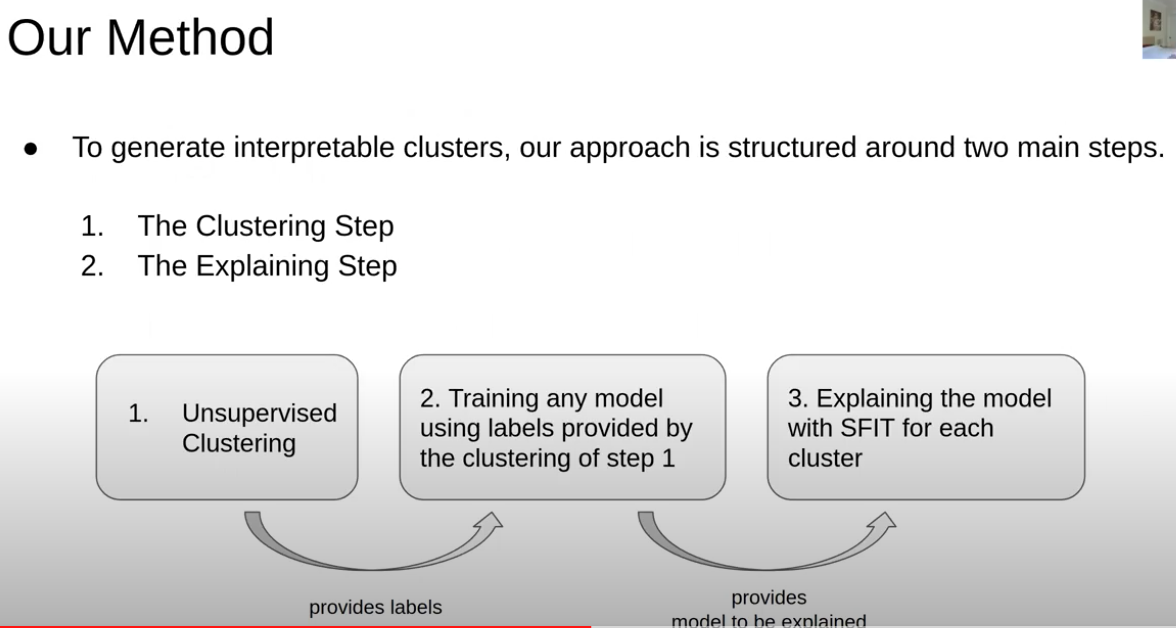 Our Method
● To generate interpretable clusters, our approach is structured around two main steps.
1. The Clustering Step
2. The Explaining Step
1. Unsupervised
Clustering
2. Training any model
using labels provided by
the clustering of step 1
3. Explaining the model
with SFIT for each
cluster
provides labels
provides
model to be explained